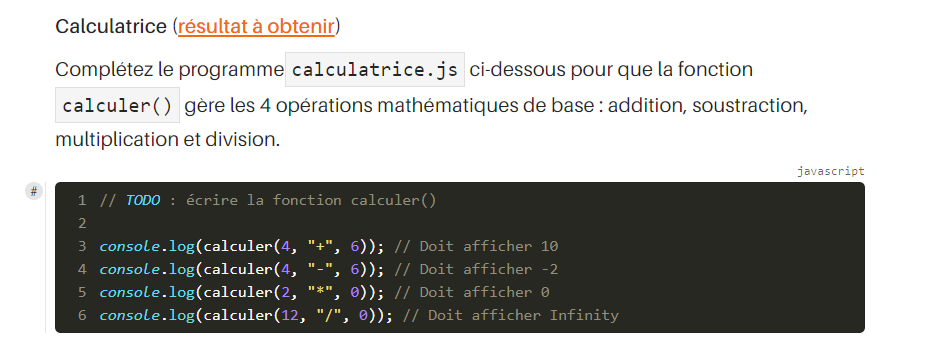 Calculatrice (résultat à obtenir)
Complétez le programme calculatrice.js ci-dessous pour que la fonction
calculer() gère les 4 opérations mathématiques de base : addition, soustraction,
multiplication et division.
javascript
#
1 // TODO : écrire la fonction calculer()
2
3 console.log(calculer(4, "+", 6)); // Doit afficher 10
4 console.log(calculer(4, "-", 6)); // Doit afficher -2
5 console.log(calculer(2, "*", 0)); // Doit afficher 0
6 console.log(calculer(12, "/", 0)); // Doit afficher Infinity